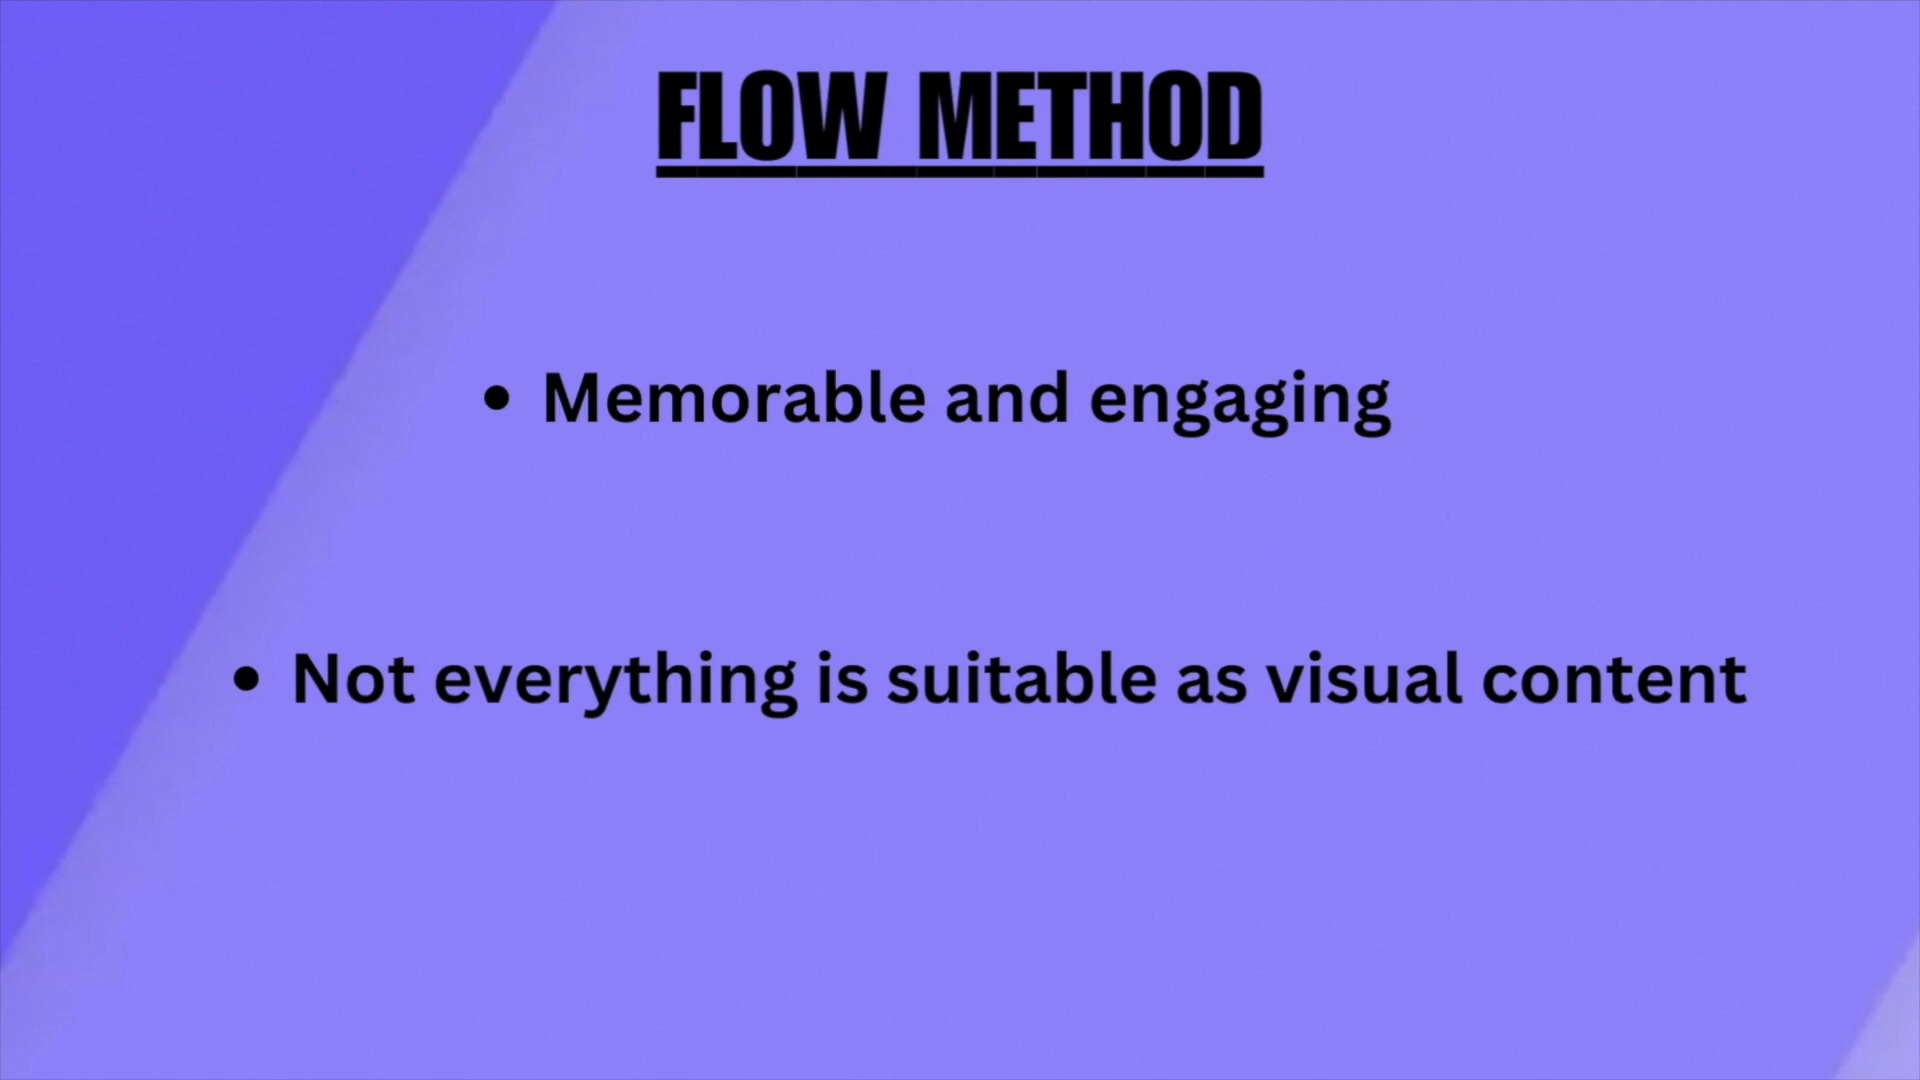 FLOW METHOD
• Memorable and engaging
• Not everything is suitable as visual content